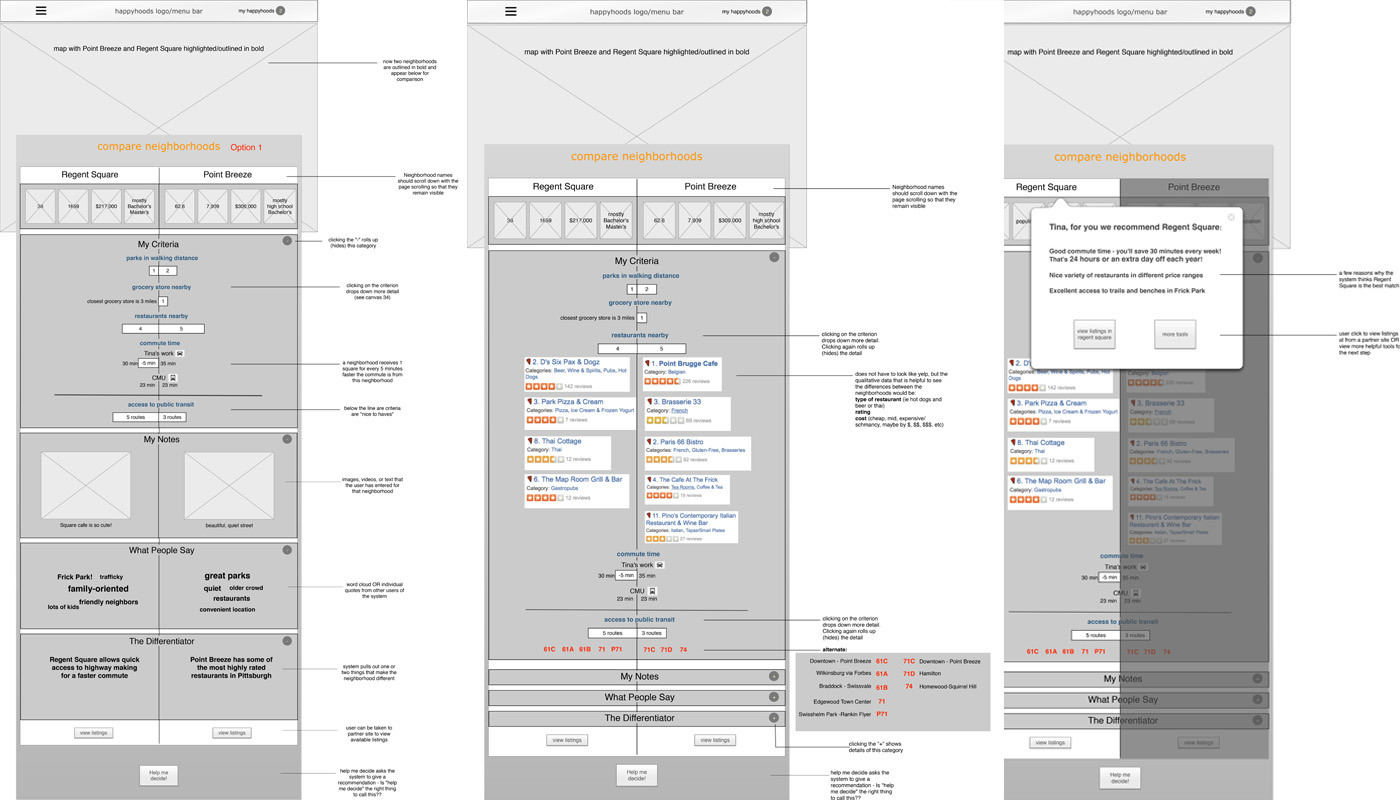 happyhoods logo/menu bar
my happyhoods 2
map with Point Breeze and Regent Square highlighted/outlined in bold
now two neighborhoods
are outlined in bold and
appear below for
comparison
compare neighborhoods
Option 1
Regent Square
Point Breeze
Neighborhood names
should scroll down with the
page scrolling so that they
remain visible
36
1659
$217,000
mostly
Bachelor's
Master's
62.6
7,939
$309,000
mostly
high school
Bachelor's
My Criteria
-
clicking the "-" rolls up
(hides) this category
parks in walking distance
1 2
grocery store nearby
closest grocery store is 3 miles 1
clicking on the criterion
drops down more detail
(see canvas 34)
restaurants nearby
4 5
commute time
Tina's work
30 min -5 min 35 min
CMU
23 min 23 min
a neighborhood receives 1
square for every 5 minutes
faster the commute is from
this neighborhood
access to public transit
5 routes 3 routes
below the line are criteria
are "nice to haves"
My Notes
-
Square cafe is so cute!
beautiful, quiet street
images, videos, or text that
the user has entered for
that neighborhood
What People Say
-
Frick Park! trafficky
family-oriented
friendly neighbors
lots of kids
great parks
quiet older crowd
restaurants
convenient location
word cloud OR individual
quotes from other users of
the system
The Differentiator
-
Regent Square allows quick
access to highway making
for a faster commute
Point Breeze has some of
the most highly rated
restaurants in Pittsburgh
system pulls out one or
two things that make the
neighborhood different
view listings
view listings
user can be taken to
partner site to view
available listings
Help me
decide!
help me decide asks the
system to give a
recommendation - Is "help
me decide" the right thing
to call this??
happyhoods logo/menu bar
my happyhoods 2
map with Point Breeze and Regent Square highlighted/outlined in bold
compare neighborhoods
Regent Square
Point Breeze
Neighborhood names
should scroll down with the
page scrolling so that they
remain visible
36
1659
$217,000
mostly
Bachelor's
Master's
62.6
7,939
$309,000
mostly
high school
Bachelor's
My Criteria
-
parks in walking distance
1 2
grocery store nearby
closest grocery store is 3 miles 1
restaurants nearby
4 5
clicking on the criterion
drops down more detail.
Clicking again rolls up
(hides) the detail
2. D's Six Pax & Dogz
Categories: Beer, Wine & Spirits, Pubs, Hot
Dogs
142 reviews
3. Park Pizza & Cream
Categories: Pizza, Ice Cream & Frozen Yogurt
7 reviews
8. Thai Cottage
Category: Thai
12 reviews
6. The Map Room Grill & Bar
Category: Gastropubs
12 reviews
1. Point Brugge Cafe
Category: Belgian
226 reviews
3. Brasserie 33
Category: French
59 reviews
2. Paris 66 Bistro
Categories: French, Gluten-Free, Brasseries
92 reviews
4. The Cafe At The Frick
Categories: Tea Rooms, Coffee & Tea
19 reviews
11. Pino's Contemporary Italian
Restaurant & Wine Bar
Categories: Italian, Tapas/Small Plates
27 reviews
does not have to look like yelp, but the
qualitative data that is helpful to see
the differences between the
neighborhoods would be:
type of restaurant (ie hot dogs and
beer or thai)
rating
cost (cheap, mid, expensive/
schmancy, maybe by $, $$, $$$, etc)
commute time
Tina's work
30 min -5 min 35 min
CMU
23 min 23 min
access to public transit
5 routes 3 routes
61C 61A 61B 71 P71 71C 71D 74
clicking on the criterion
drops down more detail.
Clicking again rolls up
(hides) the detail
alternate:
Downtown - Point Breeze 61C 71C Downtown - Point Breeze
Wilkinsburg via Forbes 61A 71D Hamilton
Braddock - Swissvale 61B 74 Homewood-Squirrel Hill
Edgewood Town Center 71
Swisshelm Park -Rankin Flyer P71
My Notes
+
What People Say
+
The Differentiator
+
clicking the "+" shows
details of this category
view listings
view listings
Help me
decide!
help me decide asks the
system to give a
recommendation - Is "help
me decide" the right thing
to call this??
happyhoods logo/menu bar
my happyhoods 2
map with Point Breeze and Regent Square highlighted/outlined in bold
compare neighborhoods
Regent Square
Point Breeze
Tina, for you we recommend Regent Square:
Good commute time - you'll save 30 minutes every week!
That's 24 hours or an extra day off each year!
Nice variety of restaurants in different price ranges
Excellent access to trails and benches in Frick Park
view listings in
regent square
more tools
a few reasons why the
system thinks Regent
Square is the best match
user click to view listings
at from a partner site OR
view more helpful tools
the next step
2. D's
3. Park Pizza & Cream
Categories: Pizza, Ice Cream & Frozen Yogurt
7 reviews
8. Thai Cottage
Category: Thai
12 reviews
6. The Map Room Grill & Bar
Category: Gastropubs
12 reviews
3. Brasserie 33
Category: French
59 reviews
2. Paris 66 Bistro
Categories: French, Gluten-Free, Brasseries
92 reviews
4. The Cafe At The Frick
Categories: Tea Rooms, Coffee & Tea
19 reviews
11. Pino's Contemporary Italian
Restaurant & Wine Bar
Categories: Italian, Tapas/Small Plates
27 reviews
commute time
Tina's work
30 min -5 min 35 min
CMU
23 min 23 min
access to public transit
5 routes 3 routes
61C 61A 61B 71 P71 71C 71D 74
My Notes
What People Say
The Differentiator
view listings
view listings
Help me
decide!